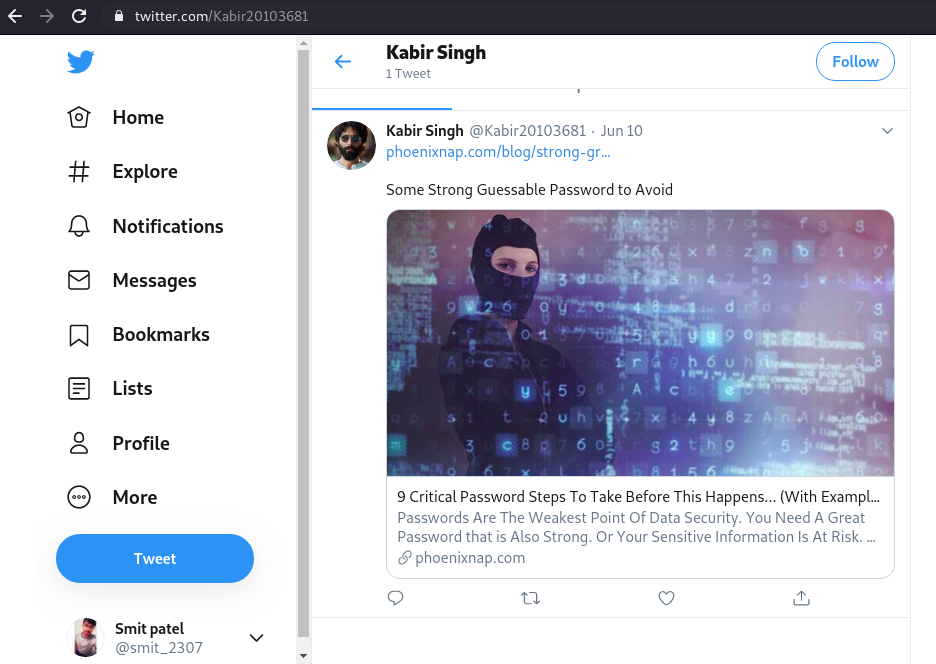 twitter.com/Kabir20103681
Home
Explore
Notifications
Messages
Bookmarks
Lists
Profile
More
Tweet
Smit patel
@smit_2307
Kabir Singh
1 Tweet
Follow
Kabir Singh @Kabir20103681 · Jun 10
phoenixnap.com/blog/strong-gr...
Some Strong Guessable Password to Avoid
9 Critical Password Steps To Take Before This Happens... (With Exampl...
Passwords Are The Weakest Point Of Data Security. You Need A Great
Password that is Also Strong. Or Your Sensitive Information Is At Risk. ...
phoenixnap.com